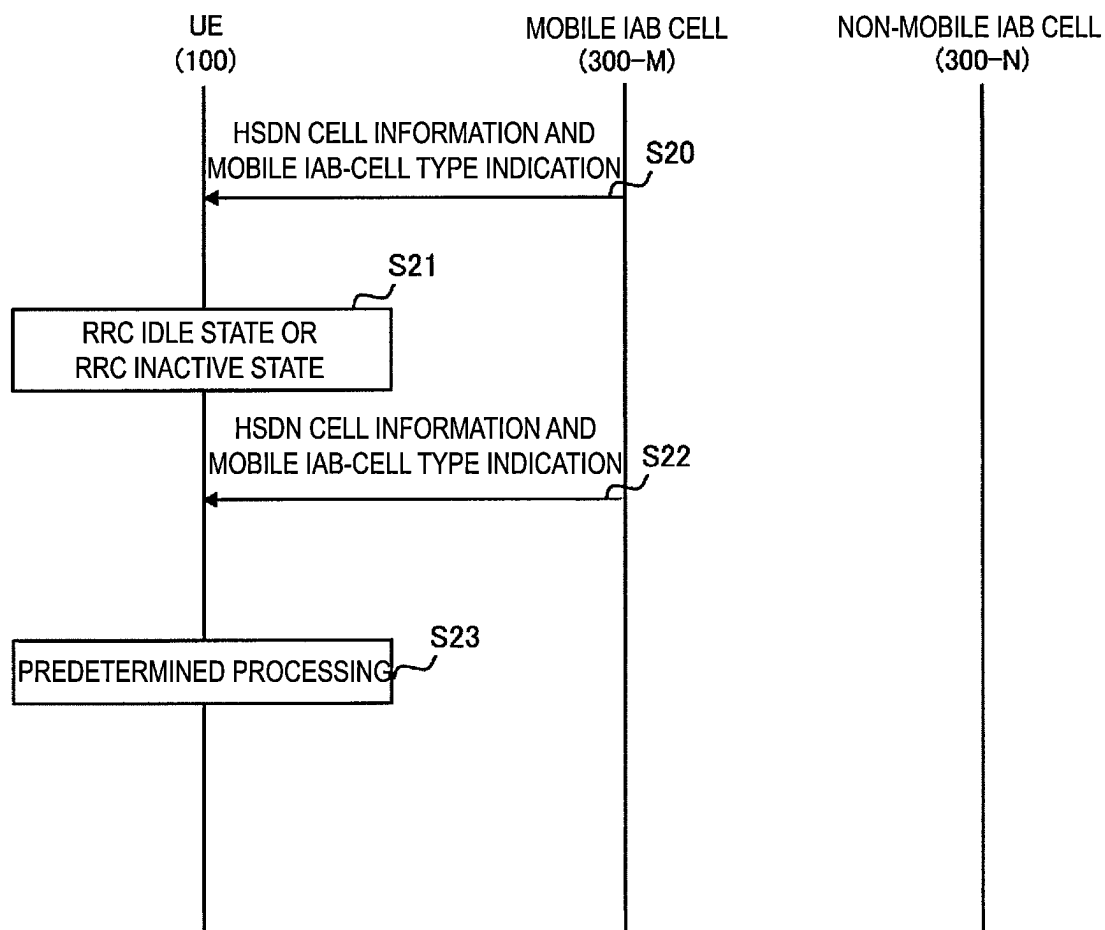 UE
(100)
MOBILE IAB CELL
(300-M)
NON-MOBILE IAB CELL
(300-N)
HSDN CELL INFORMATION AND
MOBILE IAB-CELL TYPE INDICATION
S20
S21
RRC IDLE STATE OR
RRC INACTIVE STATE
HSDN CELL INFORMATION AND
MOBILE IAB-CELL TYPE INDICATION
S22
S23
PREDETERMINED PROCESSING